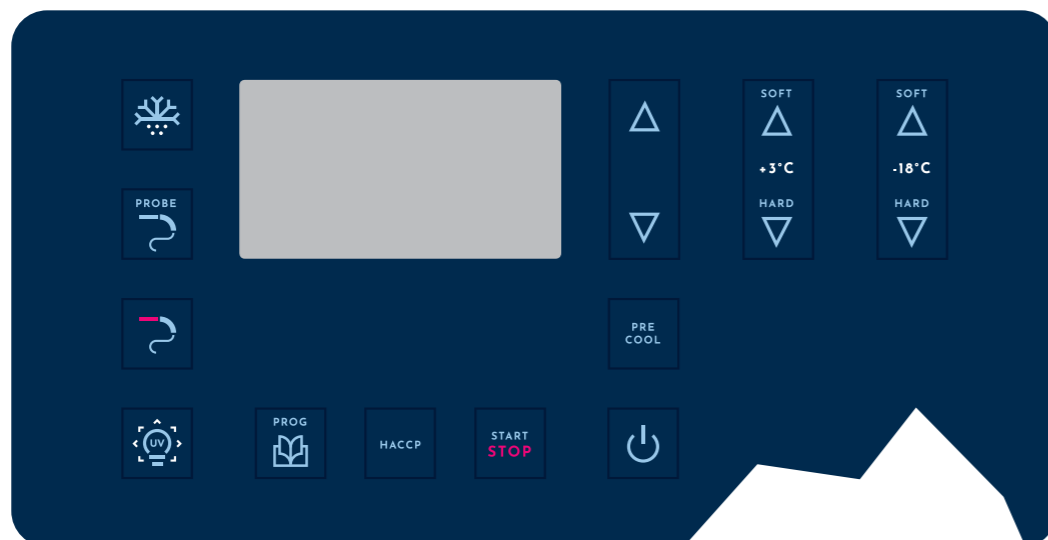 SOFT
SOFT
+3°C
-18°C
PROBE
HARD
HARD
PRE
COOL
PROG
UV
HACCP
START
STOP